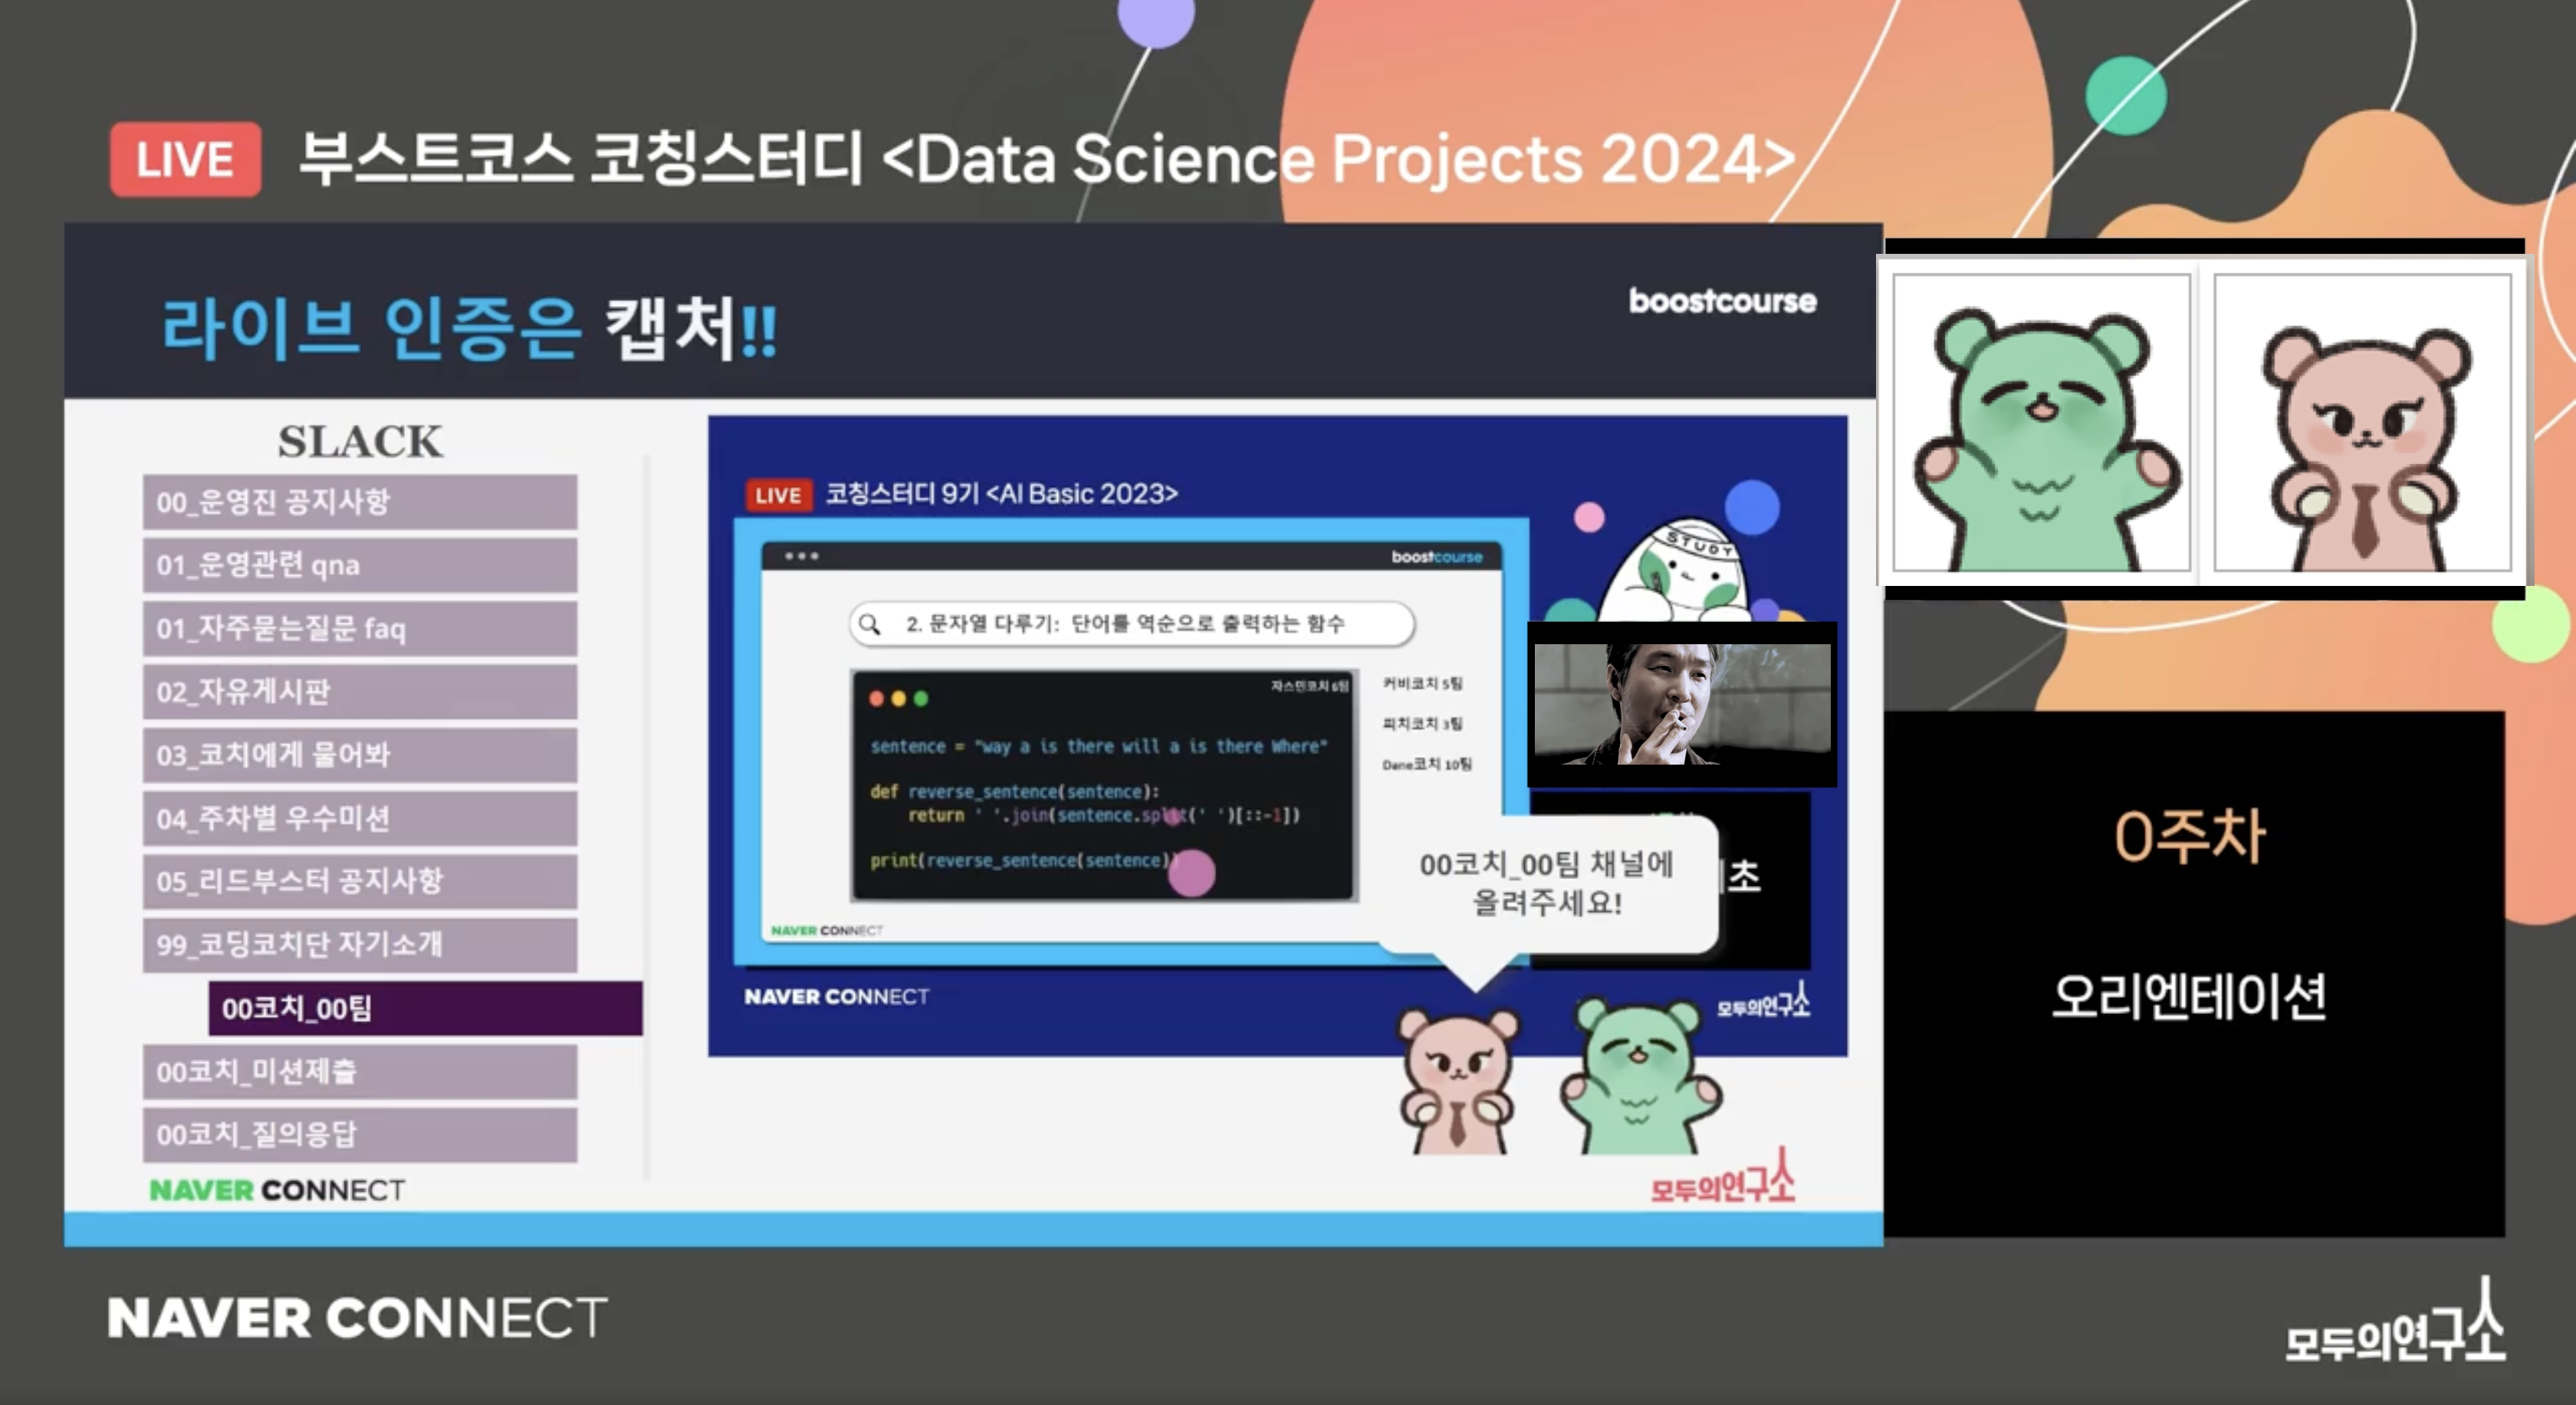 LIVE 부스트코스 코칭스터디 <Data Science Projects 2024>
라이브 인증은 캡처!!
boostcourse
SLACK
00_운영진 공지사항
01_운영관련 qna
01_자주묻는질문 faq
02_자유게시판
03_코치에게 물어봐
04_주차별 우수미션
05_리드부스터 공지사항
99_코딩코치단 자기소개
00코치_00팀
00코치_미션제출
00코치_질의응답
NAVER CONNECT
LIVE 코칭스터디 9기 <AI Basic 2023>
boostcourse
STUDY
2. 문자열 다루기: 단어를 역순으로 출력하는 함수
자스민코치 6팀
sentence = "way a is there will a is there Where"
def reverse_sentence(sentence):
return ' '.join(sentence.split(' ')[::-1])
print(reverse_sentence(sentence))
커비코치 5팀
피치코치 3팀
Dane코치 10팀
NAVER CONNECT
00코치_00팀 채널에
올려주세요!
초
NAVER CONNECT
모두의연구소
모두의연구소
0주차
오리엔테이션
NAVER CONNECT
모두의연구소